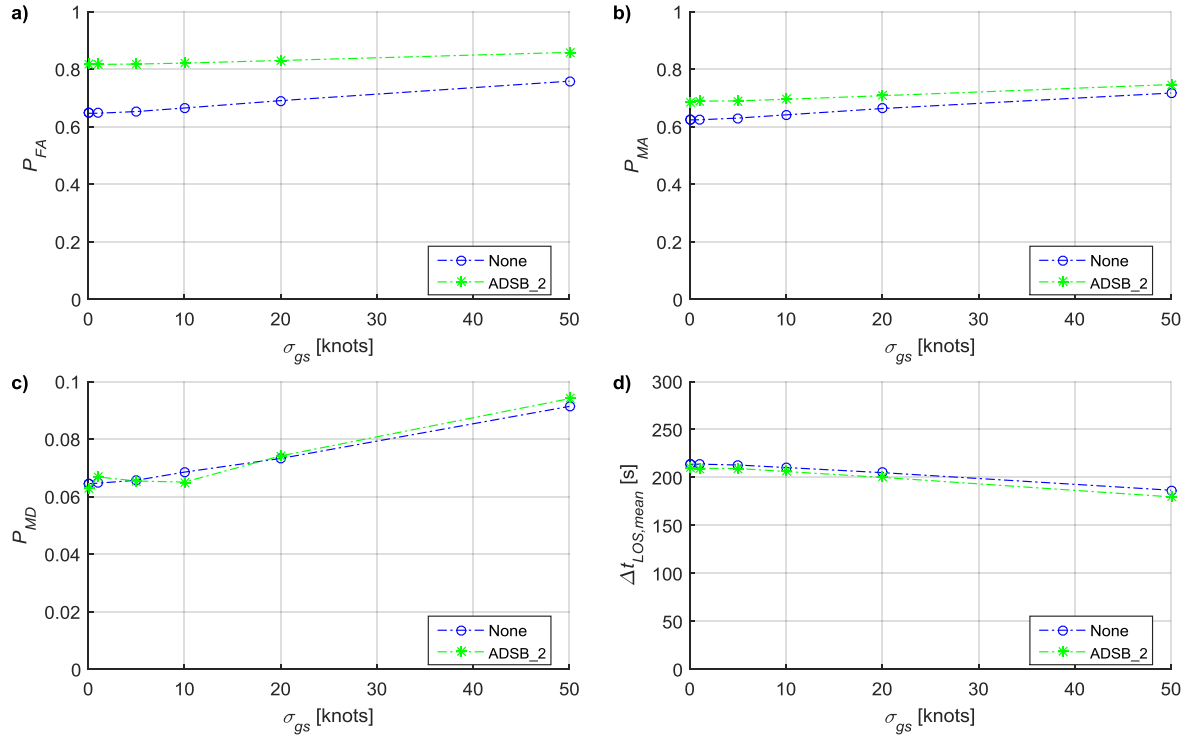 a)
1
0.8
0.6
0.4
0.2
0
P_FA
0 10 20 30 40 50
σ_gs [knots]
None
ADSB_2
b)
1
0.8
0.6
0.4
0.2
0
P_MA
0 10 20 30 40 50
σ_gs [knots]
None
ADSB_2
c)
0.1
0.08
0.06
0.04
0.02
0
P_MD
0 10 20 30 40 50
σ_gs [knots]
None
ADSB_2
d)
300
250
200
150
100
50
0
Δt_LOS,mean [s]
0 10 20 30 40 50
σ_gs [knots]
None
ADSB_2